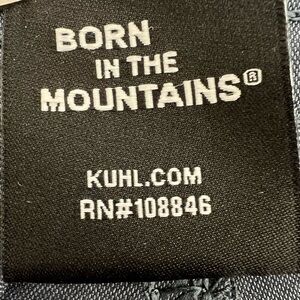 BORN
IN THE
MOUNTAINS®
KUHL.COM
RN#108846